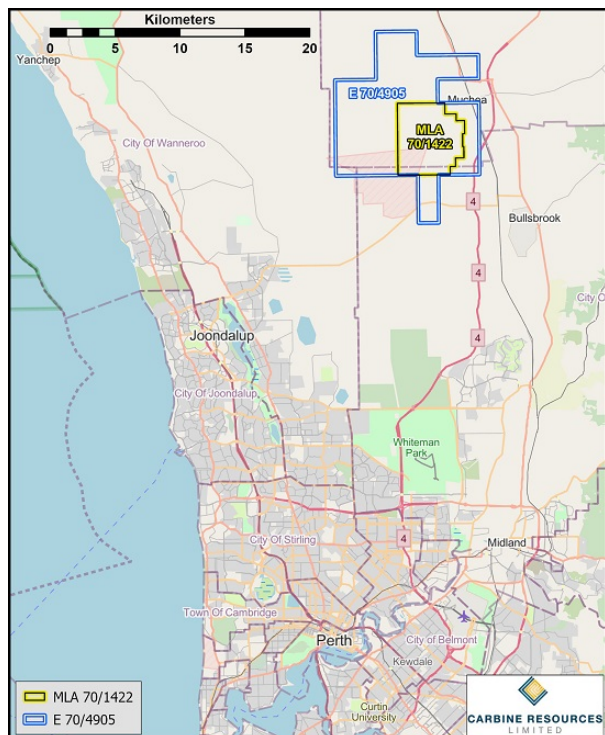 Kilometers
0 5 10 15 20
Yanchep
E 70/4905
Muchea
MLA
70/1422
City Of Wanneroo
4
Bullsbrook
4
City O
4
Joondalup
City Of Joondalup
Whiteman
Park
4
City Of Stirling
Midland
Town Of Cambridge
Perth
City Of Belmont
Kewdale
Curtin
University
MLA 70/1422
E 70/4905
CARBINE RESOURCES
LIMITED